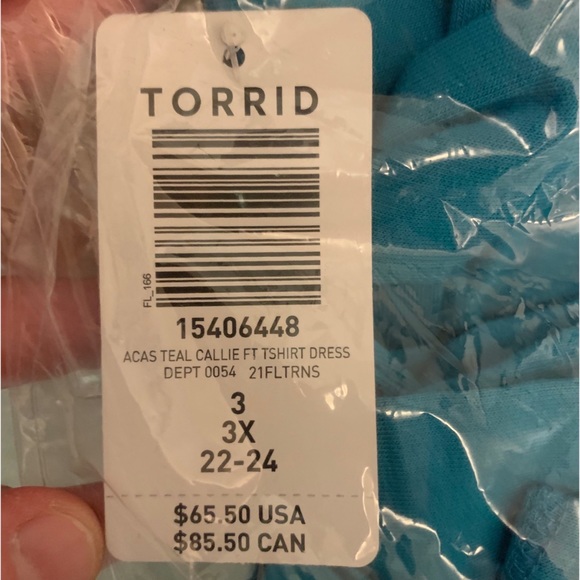 TORRID
FL_166
15406448
ACAS TEAL CALLIE FT TSHIRT DRESS
DEPT 0054 21FLTRNS
3
3X
22-24
$65.50 USA
$85.50 CAN